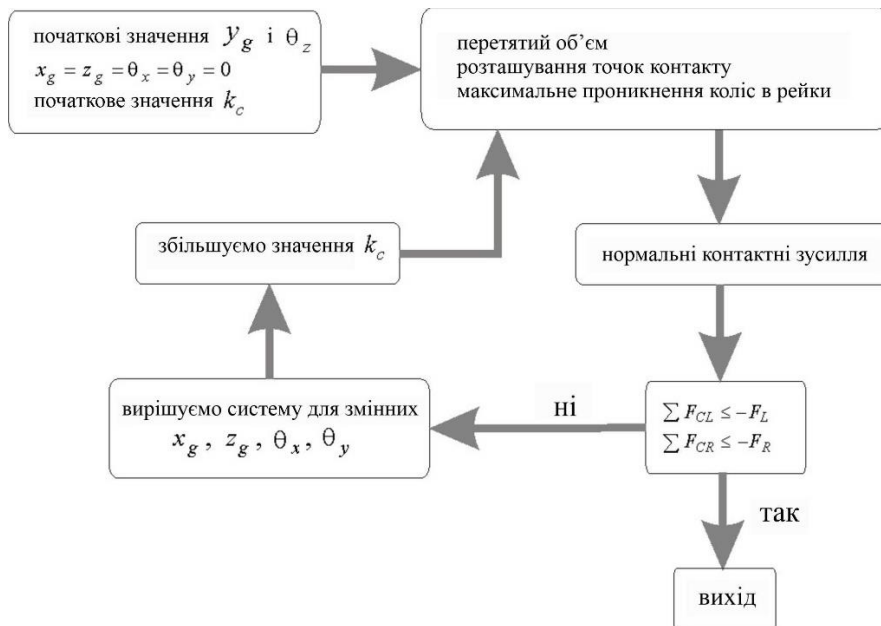 початкові значення y_g і θ_z
x_g = z_g = θ_x = θ_y = 0
початкове значення k_c
перетятий об’єм
розташування точок контакту
максимальне проникнення коліс в рейки
збільшуємо значення k_c
нормальні контактні зусилля
вирішуємо систему для змінних
x_g , z_g , θ_x, θ_y
ні
∑ F_CL ≤ -F_L
∑ F_CR ≤ -F_R
так
вихід